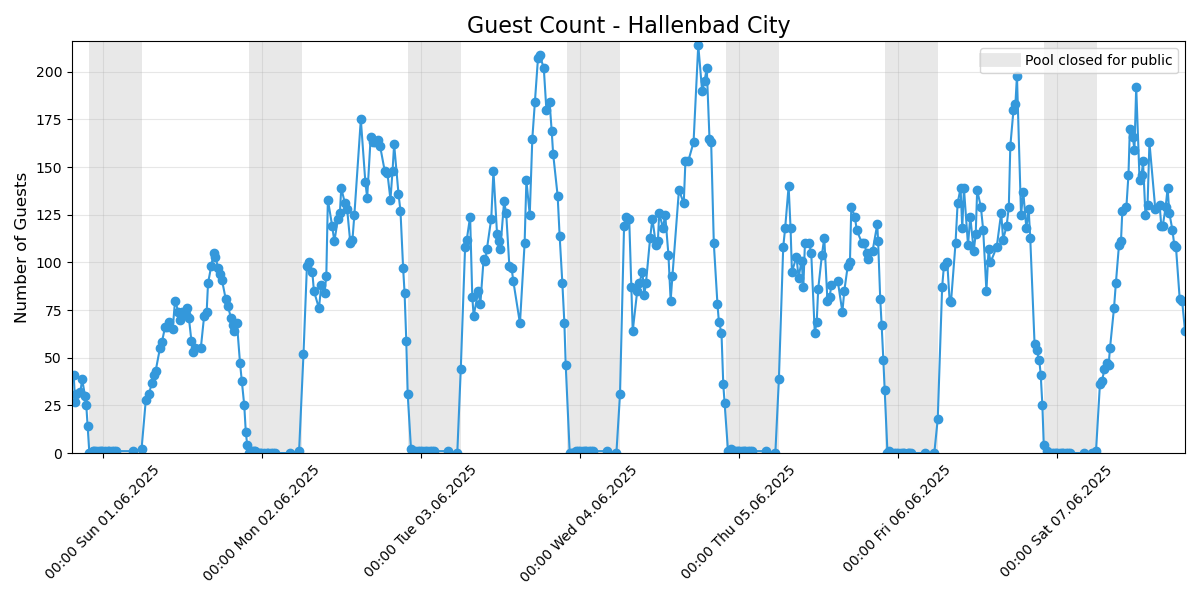 Guest Count - Hallenbad City
Pool closed for public
Number of Guests
200
175
150
125
100
75
50
25
0
00:00 Sun 01.06.2025
00:00 Mon 02.06.2025
00:00 Tue 03.06.2025
00:00 Wed 04.06.2025
00:00 Thu 05.06.2025
00:00 Fri 06.06.2025
00:00 Sat 07.06.2025